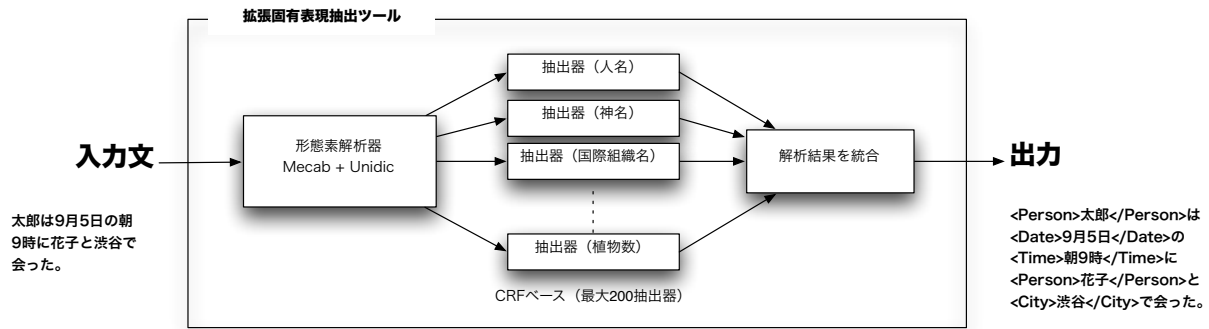 拡張固有表現抽出ツール
入力文
太郎は9月5日の朝
9時に花子と渋谷で
会った。
形態素解析器
Mecab + Unidic
抽出器（人名）
抽出器（神名）
抽出器（国際組織名）
抽出器（植物数）
CRFベース（最大200抽出器）
解析結果を統合
出力
<Person>太郎</Person>は
<Date>9月5日</Date>の
<Time>朝9時</Time>に
<Person>花子</Person>と
<City>渋谷</City>で会った。